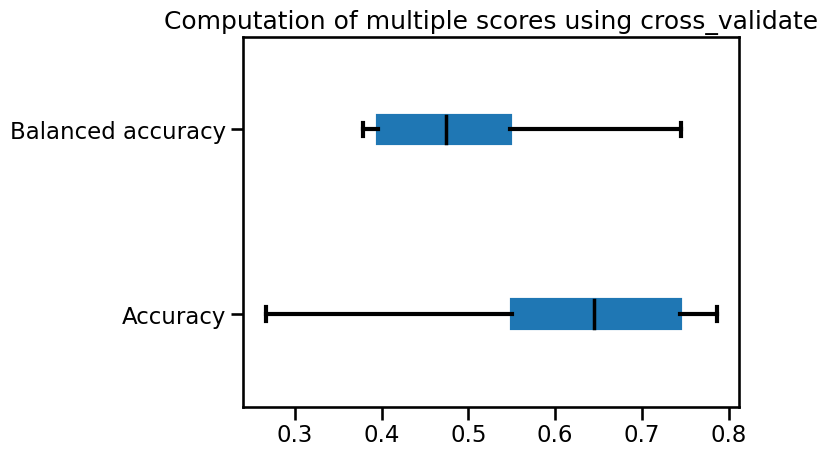 Computation of multiple scores using cross_validate
Balanced accuracy
Accuracy
0.3 0.4 0.5 0.6 0.7 0.8